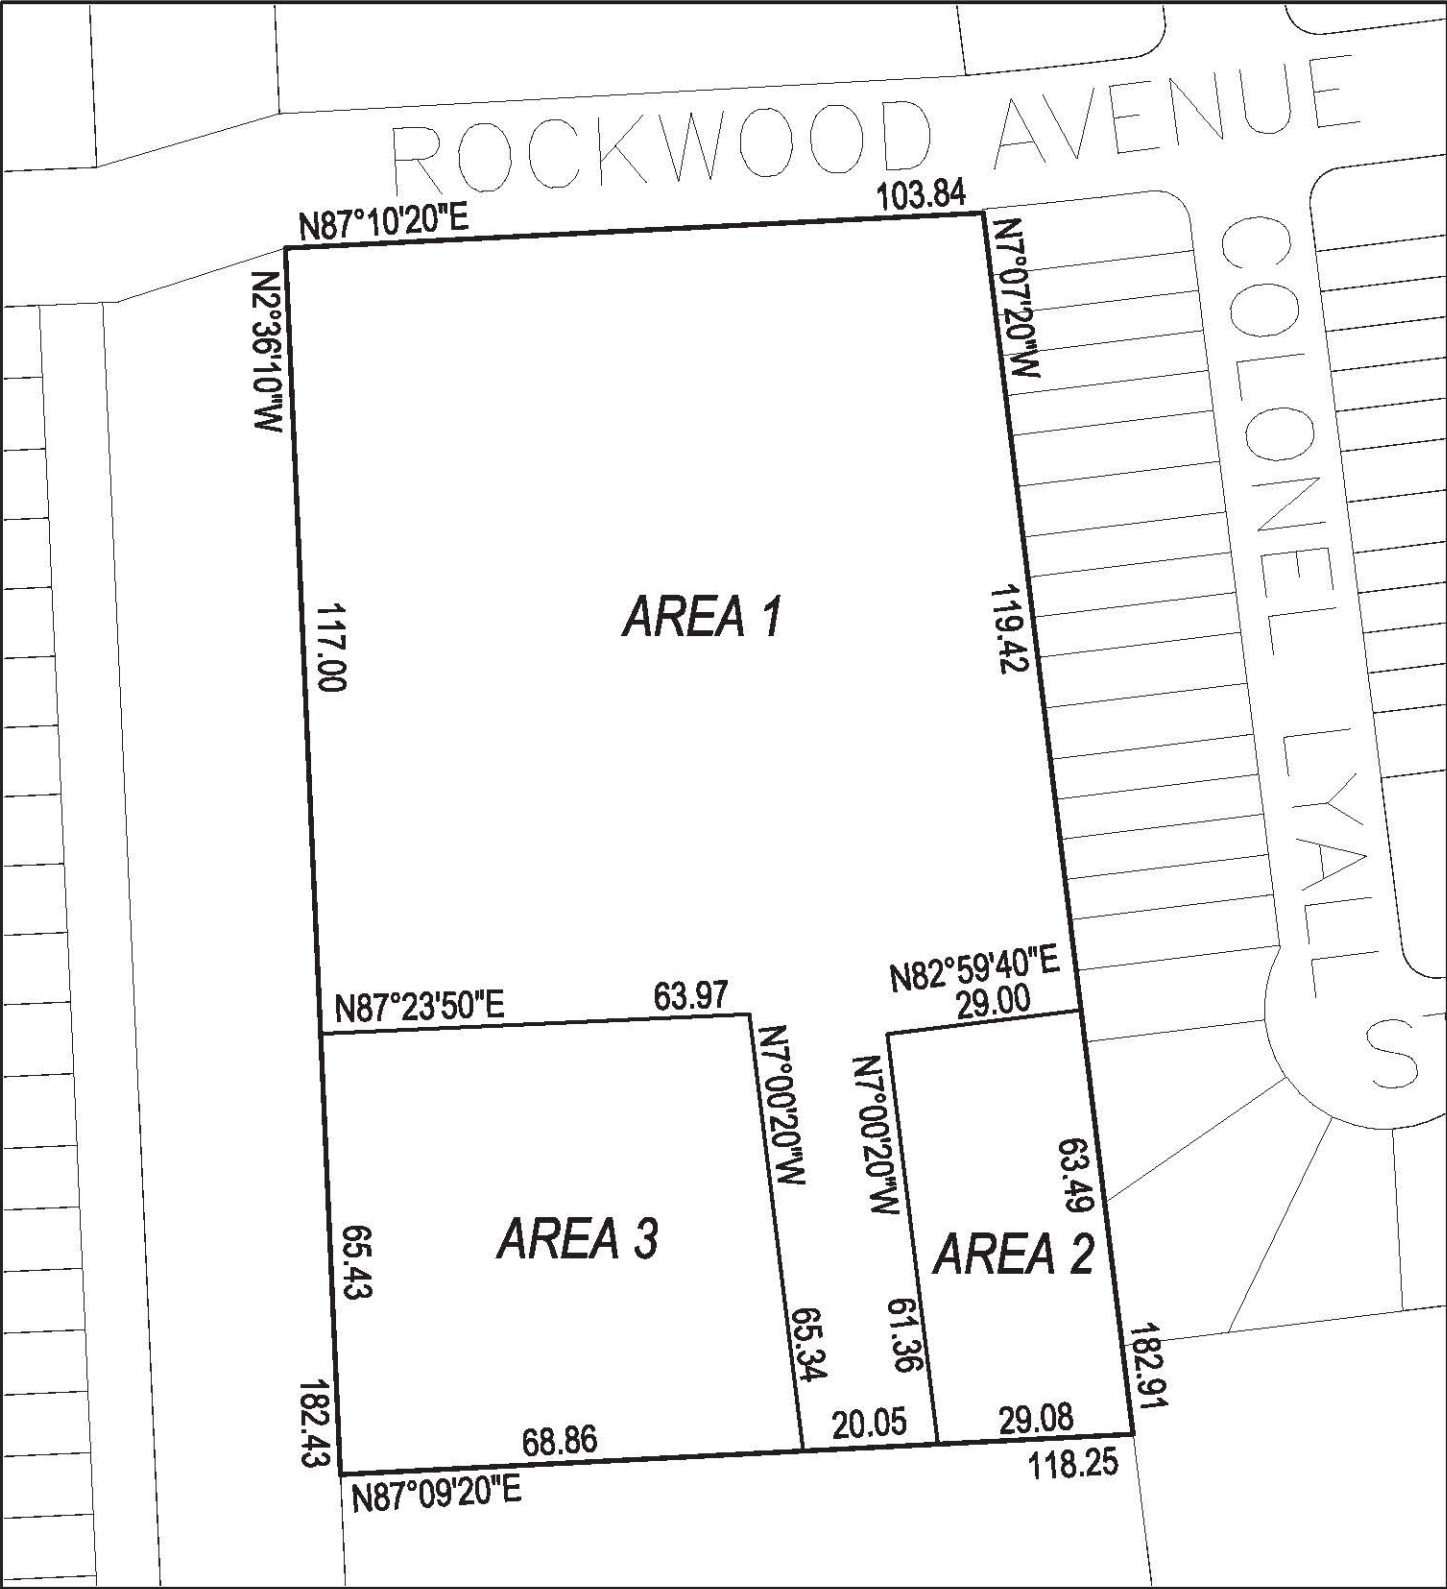 ROCKWOOD AVENUE
103.84
N87°10'20"E
N2°36'10"W
N7°07'20"W
COLONEL LYALL S
117.00
AREA 1
119.42
N82°59'40"E
29.00
N87°23'50"E
63.97
N7°00'20"W
N7°00'20"W
63.49
AREA 3
AREA 2
65.43
65.34
61.36
182.91
182.43
68.86
20.05
29.08
118.25
N87°09'20"E